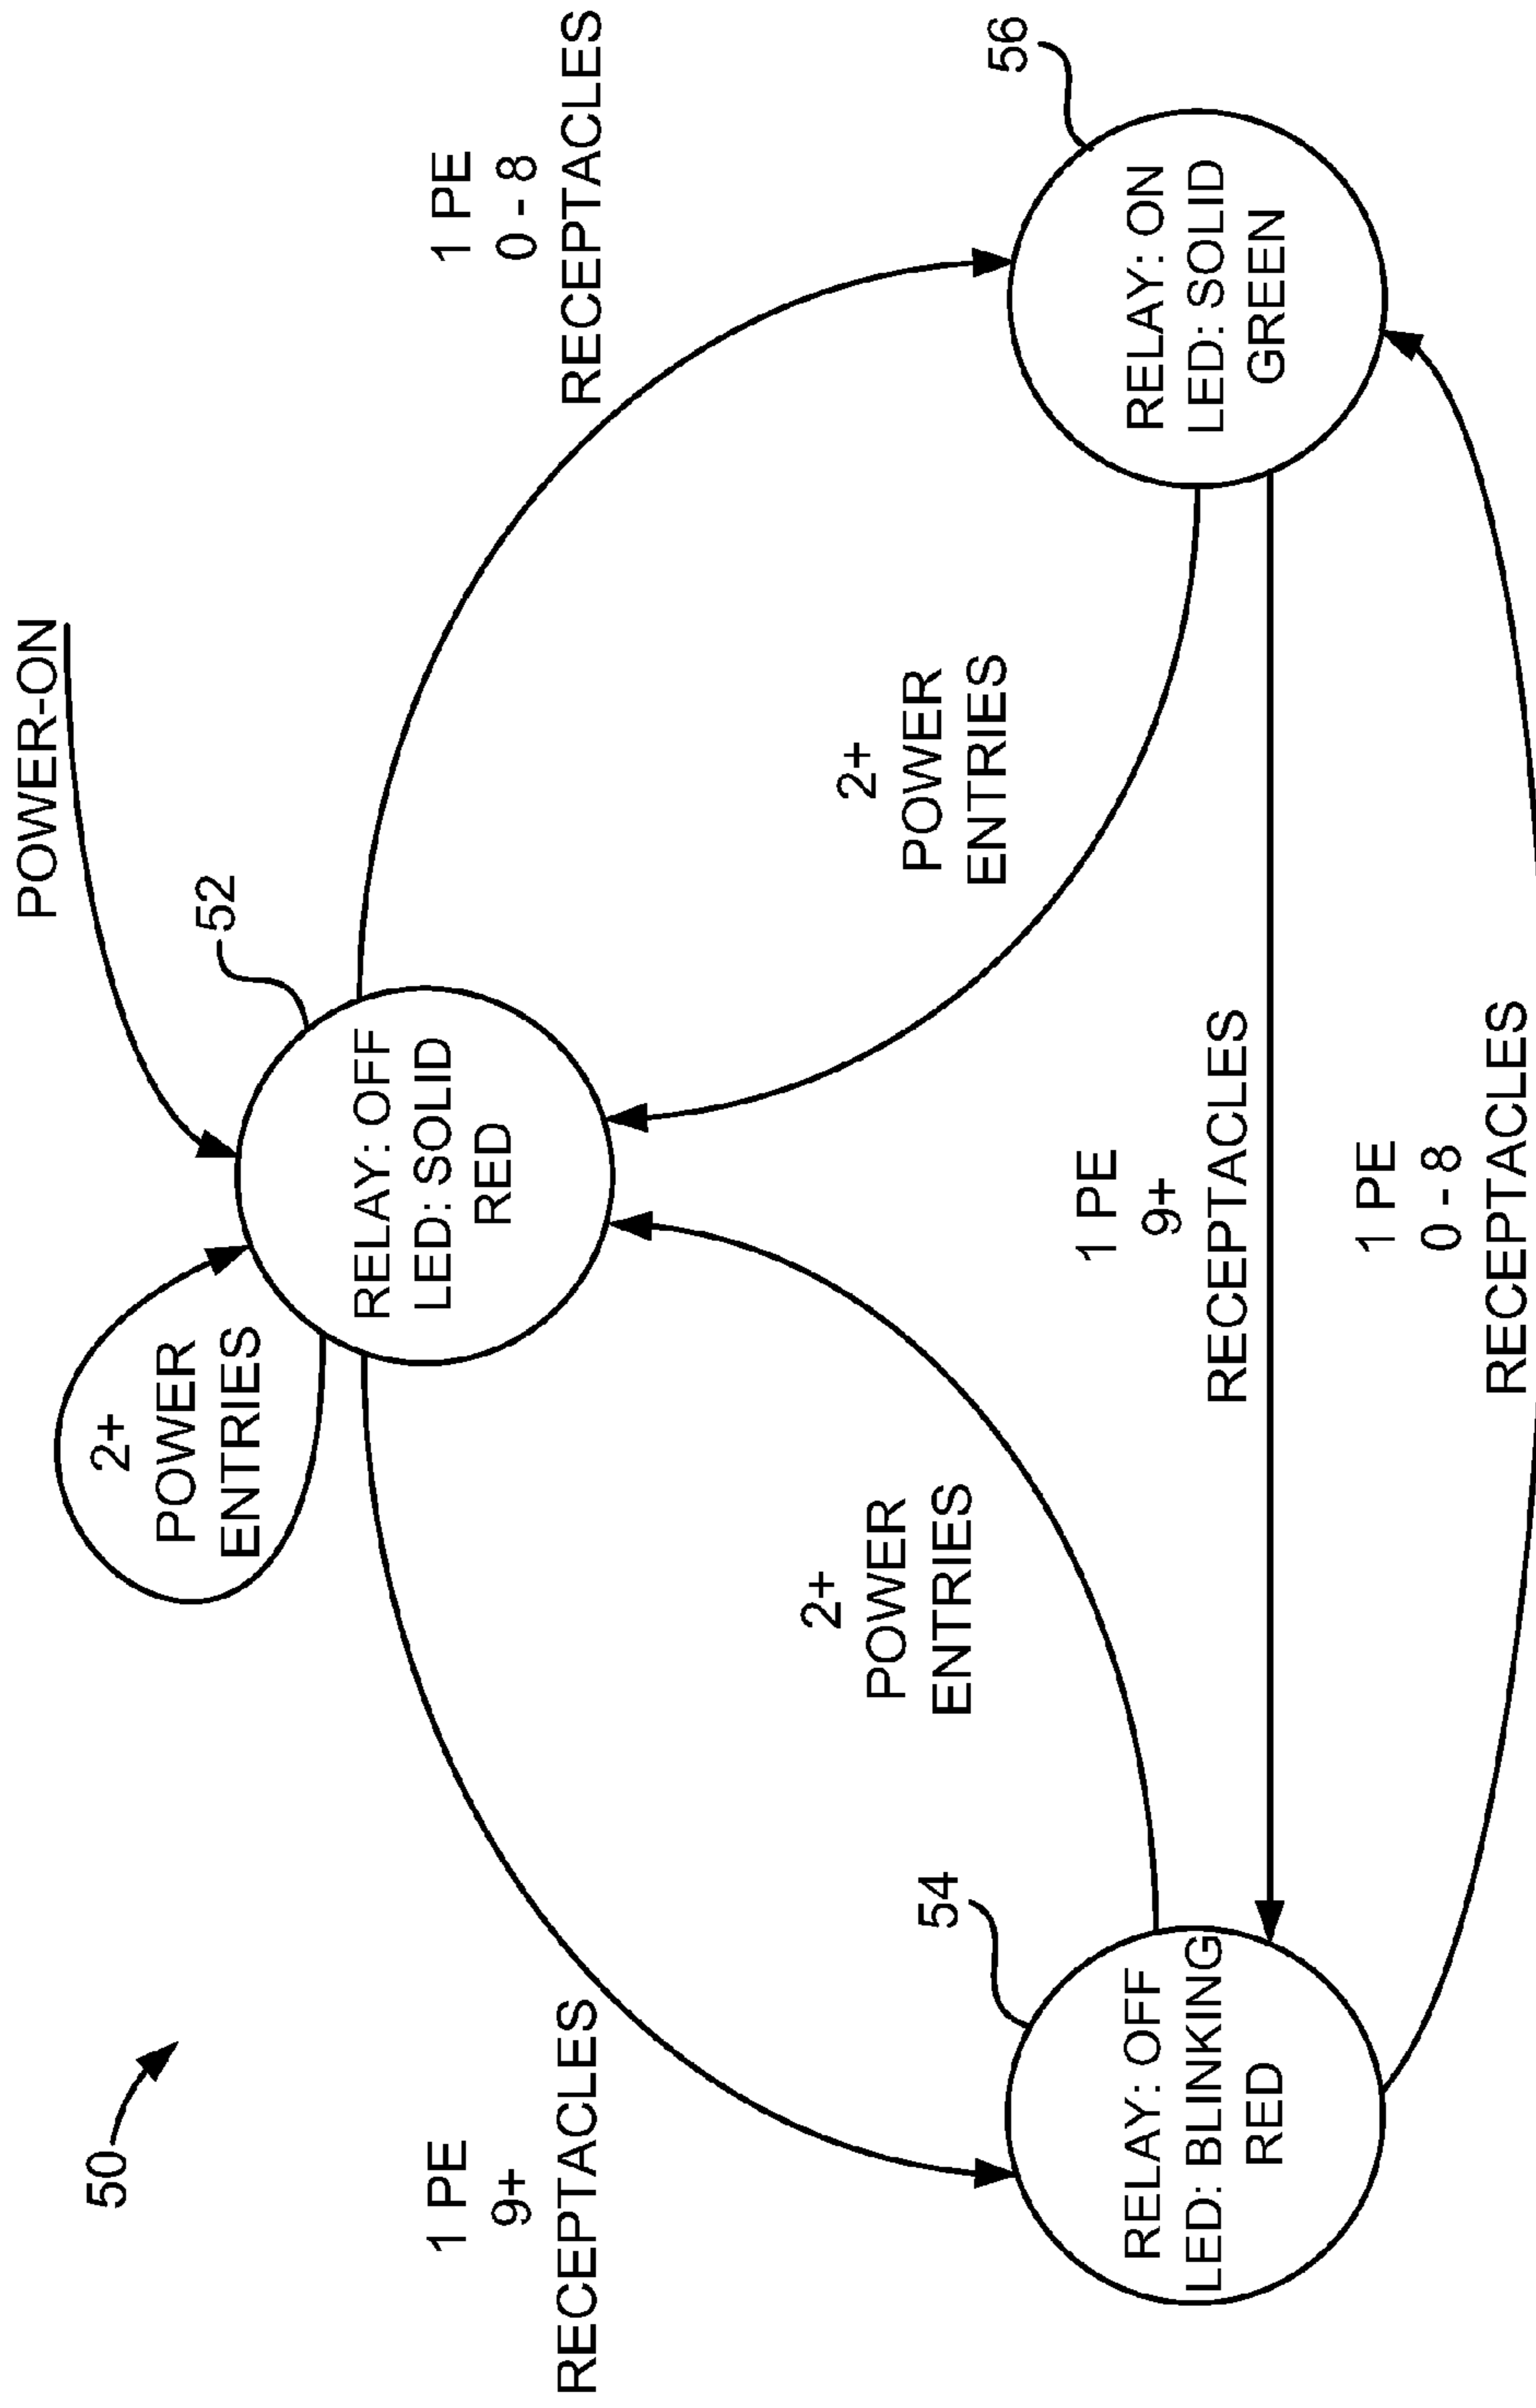 50
POWER-ON
52
2+
POWER
ENTRIES
RELAY: OFF
LED: SOLID
RED
1 PE
9+
RECEPTACLES
1 PE
0 - 8
RECEPTACLES
2+
POWER
ENTRIES
2+
POWER
ENTRIES
54
RELAY: OFF
LED: BLINKING
RED
56
RELAY: ON
LED: SOLID
GREEN
1 PE
9+
RECEPTACLES
1 PE
0 - 8
RECEPTACLES